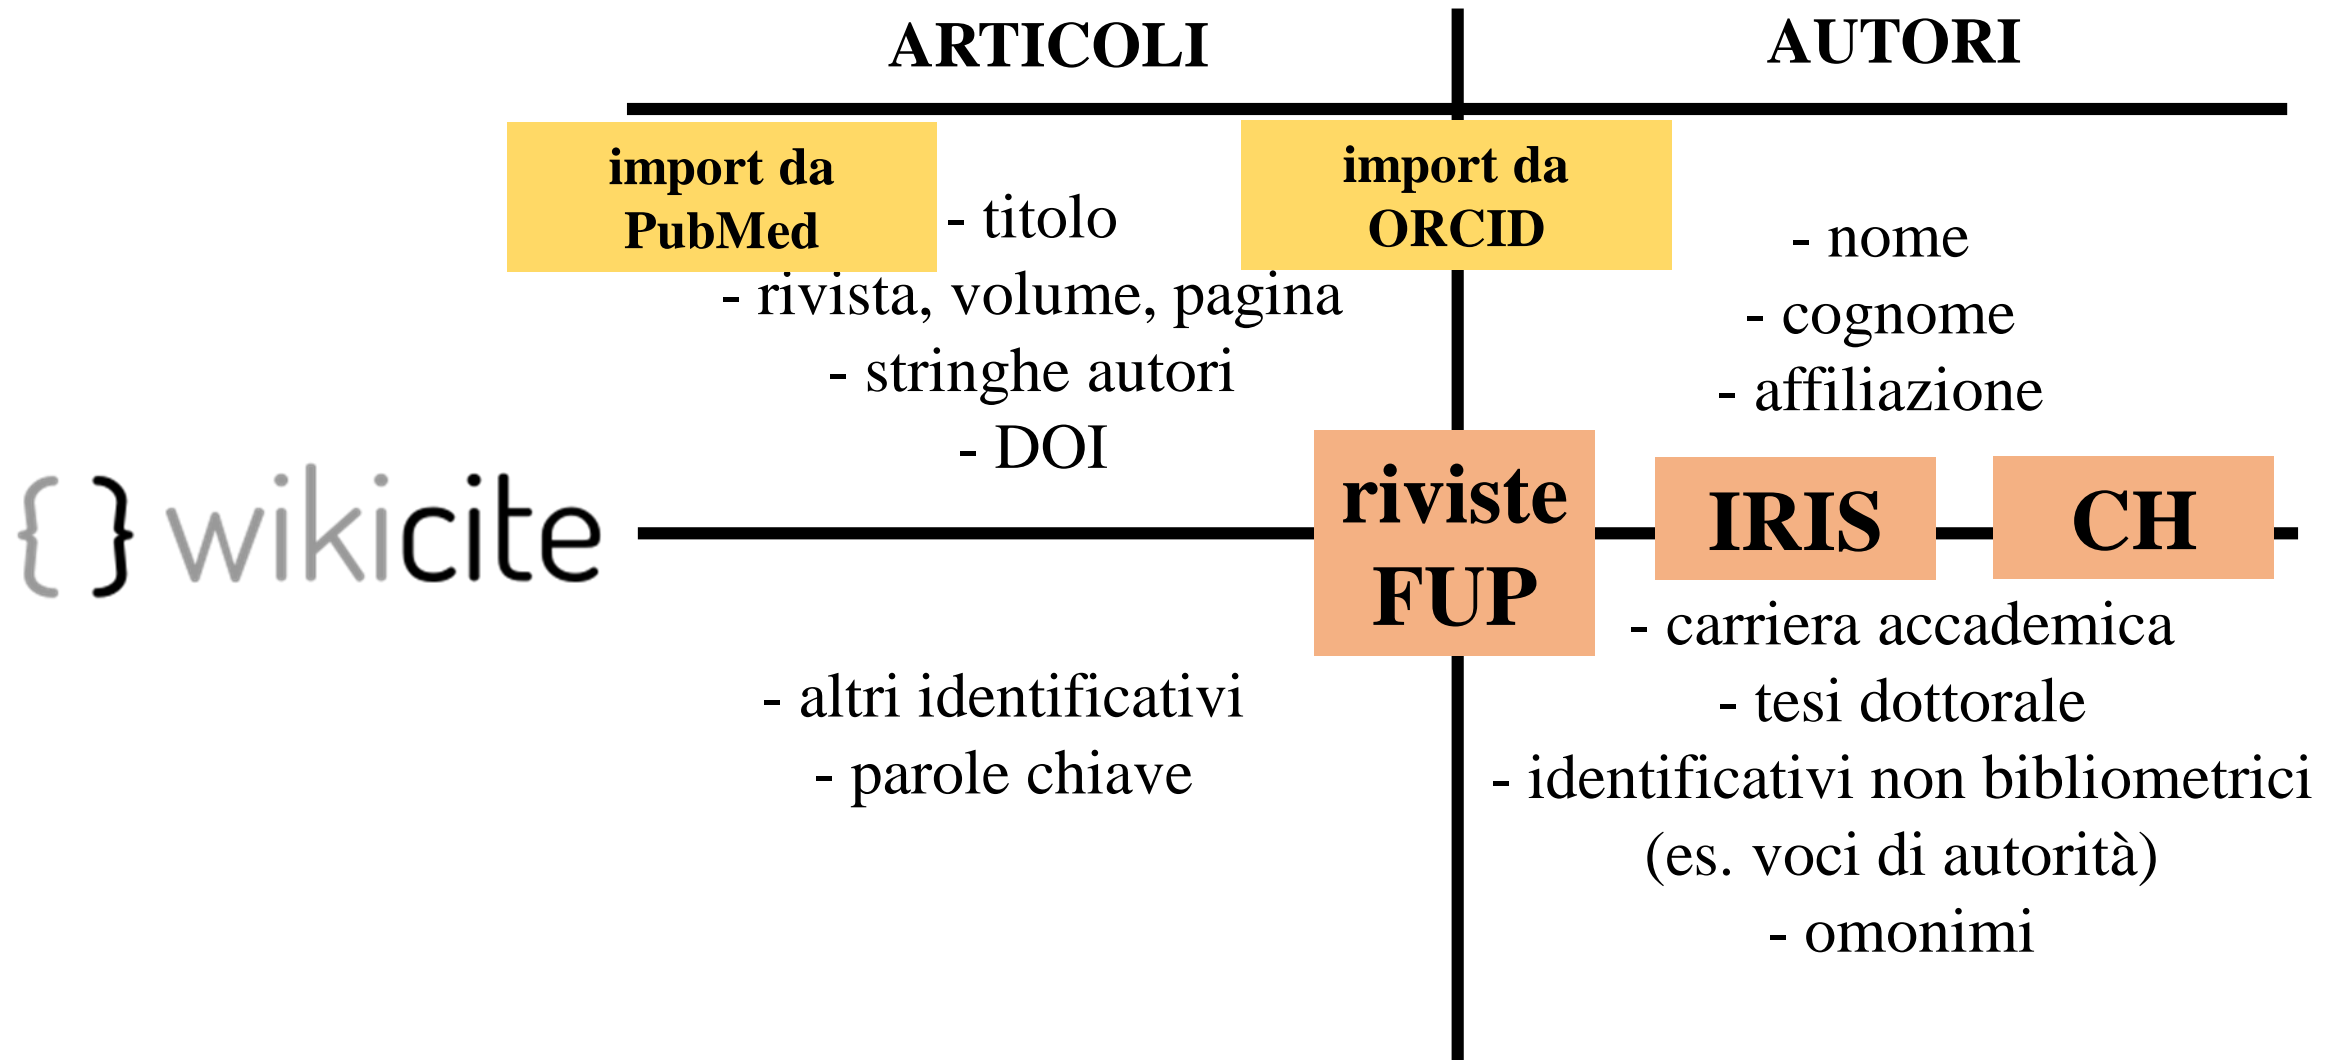 ARTICOLI
AUTORI
import da
PubMed
import da
ORCID
- titolo
- rivista, volume, pagina
- stringhe autori
- DOI
- nome
- cognome
- affiliazione
{ } wikicite
riviste
FUP
IRIS
CH
- altri identificativi
- parole chiave
- carriera accademica
- tesi dottorale
- identificativi non bibliometrici
(es. voci di autorità)
- omonimi